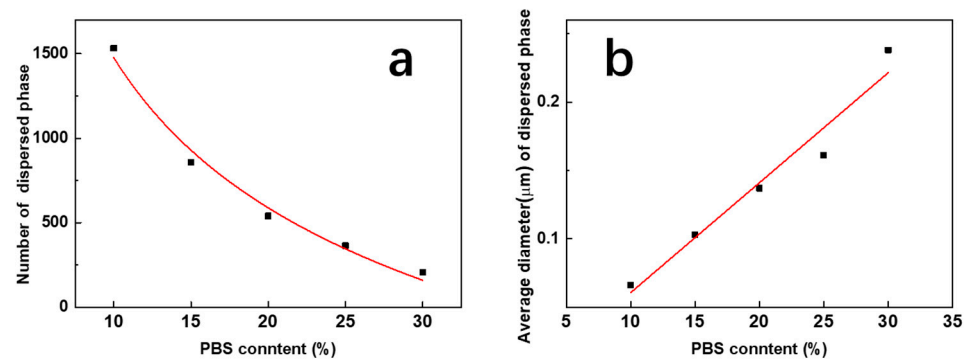 Number of dispersed phase
1500
1000
500
0
a
10 15 20 25 30
PBS conntent (%)
Average diameter(μm) of dispersed phase
0.2
0.1
b
5 10 15 20 25 30 35
PBS conntent (%)